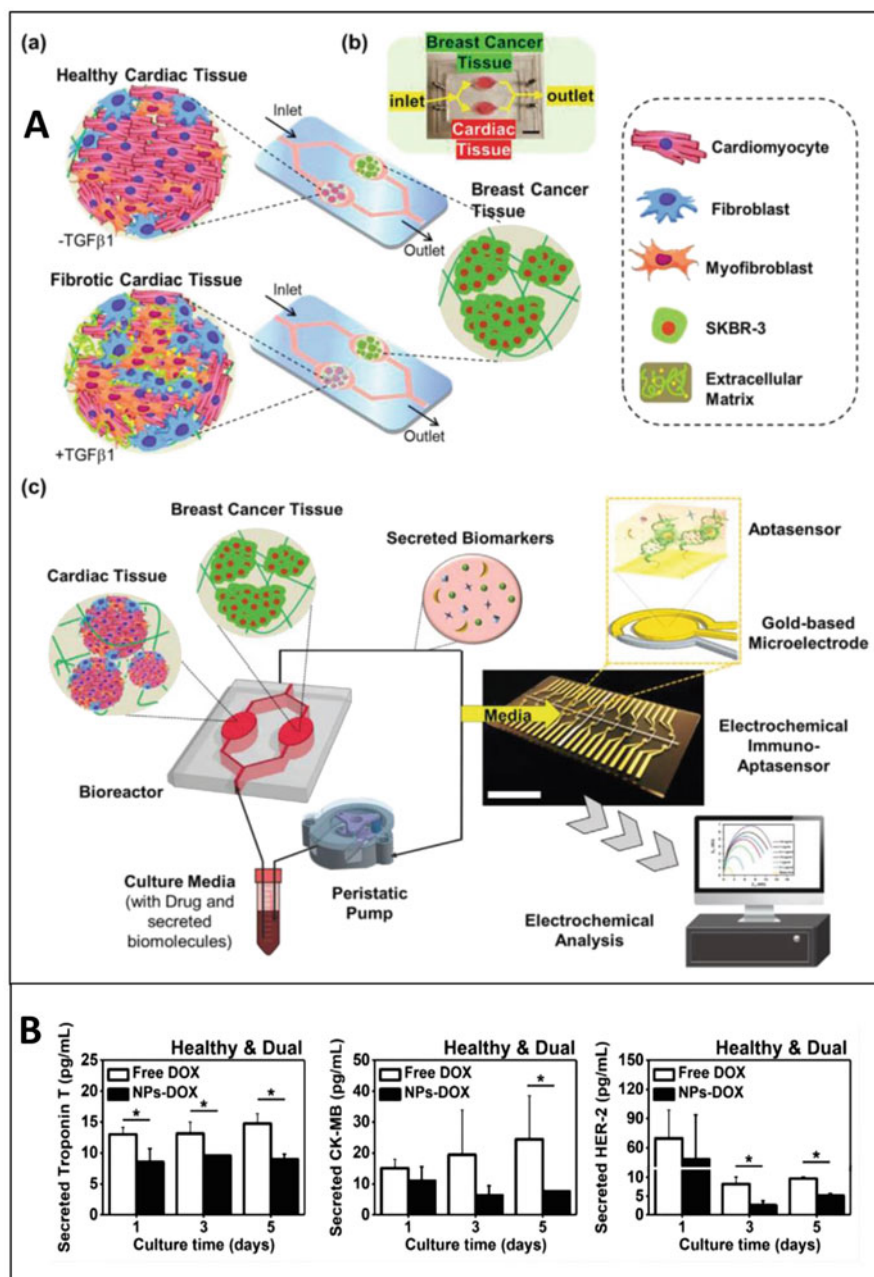 (a)
Healthy Cardiac Tissue
A
-TGFβ1
Inlet
Outlet
Fibrotic Cardiac Tissue
+TGFβ1
Inlet
Outlet
(b)
Breast Cancer
Tissue
inlet
outlet
Cardiac
Tissue
Breast Cancer
Tissue
Cardiomyocyte
Fibroblast
Myofibroblast
SKBR-3
Extracellular
Matrix
(c)
Breast Cancer Tissue
Cardiac Tissue
Secreted Biomarkers
Aptasensor
Gold-based
Microelectrode
Media
Electrochemical
Immuno-
Aptasensor
Bioreactor
Peristatic
Pump
Culture Media
(with Drug and
secreted
biomolecules)
Electrochemical
Analysis
B
Healthy & Dual
Secreted Troponin T (pg/mL)
25
20
15
10
5
0
Free DOX
NPs-DOX
*
*
*
1 3 5
Culture time (days)
Healthy & Dual
Secreted CK-MB (pg/mL)
50
40
30
20
10
0
Free DOX
NPs-DOX
*
1 3 5
Culture time (days)
Healthy & Dual
Secreted HER-2 (pg/mL)
150
120
90
60
10
5
0
Free DOX
NPs-DOX
*
*
1 3 5
Culture time (days)